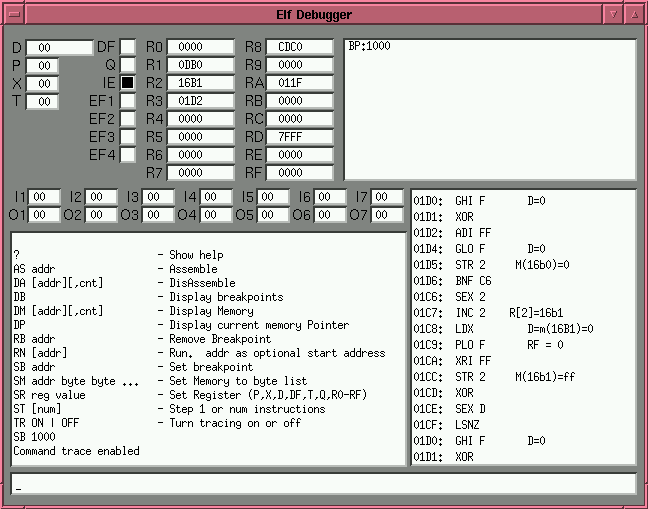 Elf Debugger
D 00 DF R0 0000 R8 CDC0
P 00 Q R1 0DB0 R9 0000
X 00 IE R2 16B1 RA 011F
T 00 EF1 R3 01D2 RB 0000
EF2 R4 0000 RC 0000
EF3 R5 0000 RD 7FFF
EF4 R6 0000 RE 0000
R7 0000 RF 0000
BP:1000
I1 00 I2 00 I3 00 I4 00 I5 00 I6 00 I7 00
O1 00 O2 00 O3 00 O4 00 O5 00 O6 00 O7 00
? - Show help
AS addr - Assemble
DA [addr][,cnt] - DisAssemble
DB - Display breakpoints
DM [addr][,cnt] - Display Memory
DP - Display current memory Pointer
RB addr - Remove Breakpoint
RN [addr] - Run. addr as optional start address
SB addr - Set breakpoint
SM addr byte byte ... - Set Memory to byte list
SR reg value - Set Register (P,X,D,DF,T,Q,R0-RF)
ST [num] - Step 1 or num instructions
TR ON | OFF - Turn tracing on or off
SB 1000
Command trace enabled
01D0: GHI F D=0
01D1: XOR
01D2: ADI FF
01D4: GLO F D=0
01D5: STR 2 M(16b0)=0
01D6: BNF C6
01C6: SEX 2
01C7: INC 2 R[2]=16b1
01C8: LDX D=m(16B1)=0
01C9: PLO F RF = 0
01CA: XRI FF
01CC: STR 2 M(16b1)=ff
01CD: XOR
01CE: SEX D
01CF: LSNZ
01D0: GHI F D=0
01D1: XOR
_